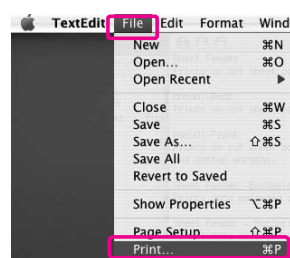 TextEdit File Edit Format Wind
New ⌘N
Open... ⌘O
Open Recent ▶
Close ⌘W
Save ⌘S
Save As... ⇧⌘S
Save All
Revert to Saved
Show Properties ⌥⌘P
Page Setup... ⇧⌘P
Print... ⌘P